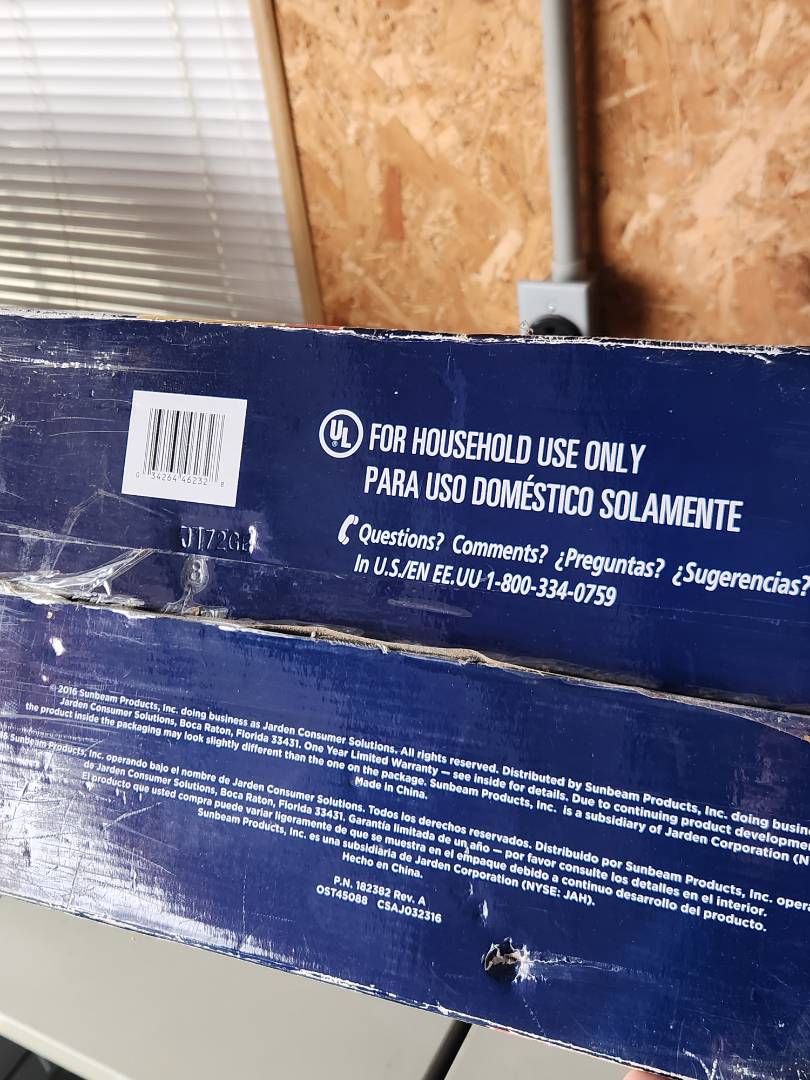 UL
FOR HOUSEHOLD USE ONLY
PARA USO DOMÉSTICO SOLAMENTE
Questions? Comments? ¿Preguntas? ¿Sugerencias?
In U.S./EN EE.UU 1-800-334-0759
0 34264 46232 8
© 2016 Sunbeam Products, Inc. doing business as Jarden Consumer Solutions. All rights reserved. Distributed by Sunbeam Products, Inc. doing
Jarden Consumer Solutions, Boca Raton, Florida 33431. One Year Limited Warranty — see inside for details. Due to continuing product
the product inside the packaging may look slightly different than the one on the package. Sunbeam Products, Inc. is a subsidiary of Jarden Corporation
Made in China.
Sunbeam Products, Inc. operando bajo el nombre de Jarden Consumer Solutions. Todos los derechos reservados. Distribuido por Sunbeam Products, Inc.
de Jarden Consumer Solutions, Boca Raton, Florida 33431. Garantía limitada de un año — por favor consulte los detalles en el interior.
El producto que usted compra puede variar ligeramente de que se muestra en el empaque debido a continuo desarrollo del producto.
Sunbeam Products, Inc. es una subsidiaria de Jarden Corporation (NYSE: JAH).
Hecho en China.
P.N. 182382 Rev. A
OST45088 CSAJ032316